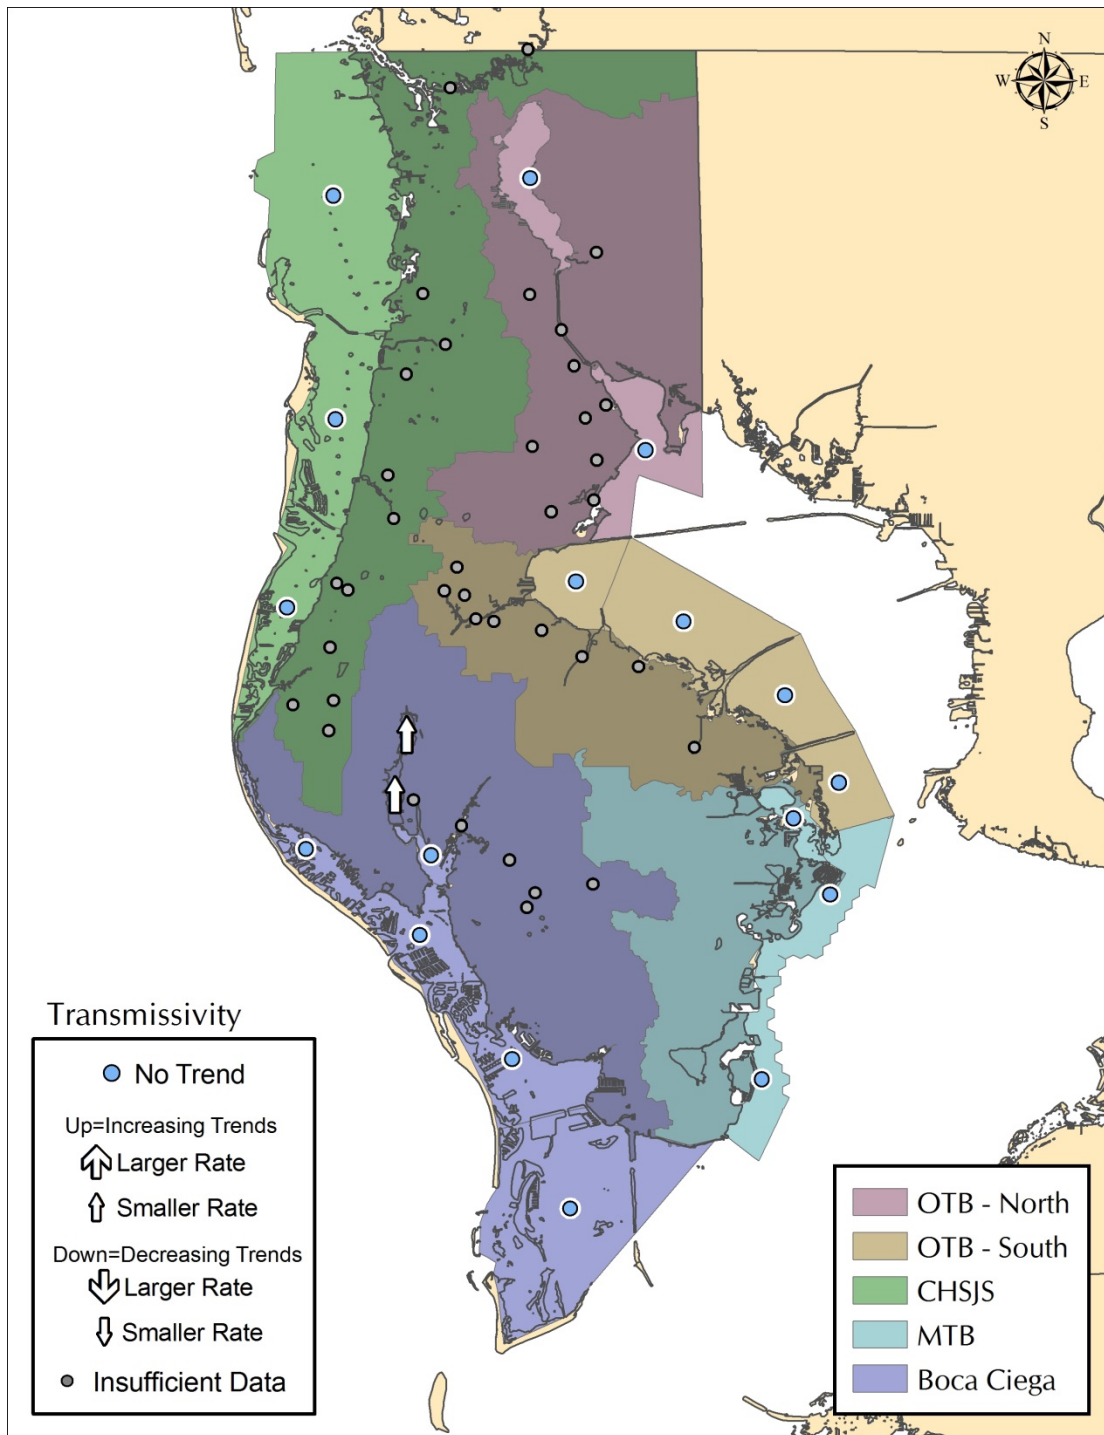 N
W E
S
Transmissivity
No Trend
Up=Increasing Trends
Larger Rate
Smaller Rate
Down=Decreasing Trends
Larger Rate
Smaller Rate
Insufficient Data
OTB - North
OTB - South
CHSJS
MTB
Boca Ciega